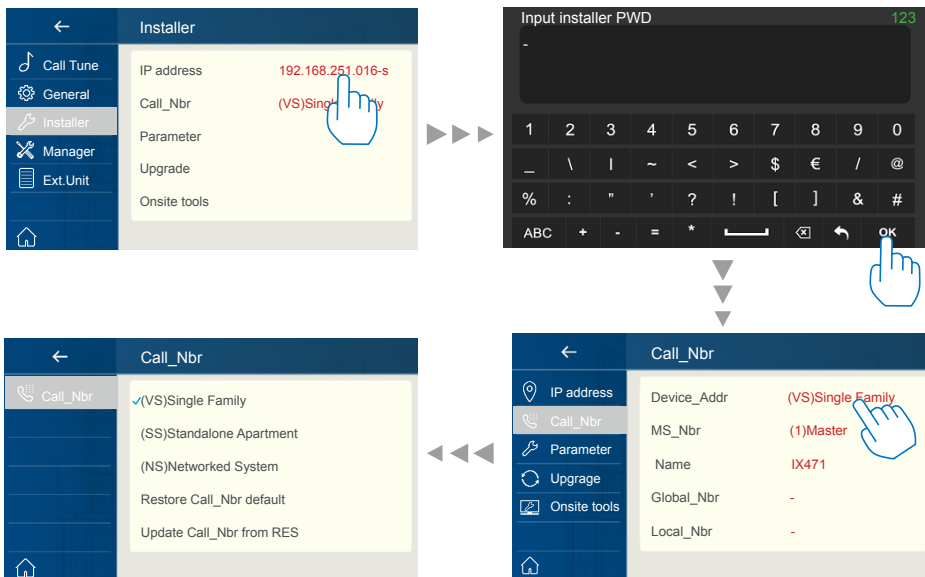 Installer
Call Tune
General
Installer
Manager
Ext.Unit
IP address 192.168.251.016-s
Call_Nbr (VS)Single Family
Parameter
Upgrade
Onsite tools
Input installer PWD 123
-
1 2 3 4 5 6 7 8 9 0
_ \ | ~ < > $ € / @
% : " ' ? ! [ ] & #
ABC + - = * OK
Call_Nbr
IP address
Call_Nbr
Parameter
Upgrage
Onsite tools
Device_Addr (VS)Single Family
MS_Nbr (1)Master
Name IX471
Global_Nbr -
Local_Nbr -
Call_Nbr
Call_Nbr
(VS)Single Family
(SS)Standalone Apartment
(NS)Networked System
Restore Call_Nbr default
Update Call_Nbr from RES